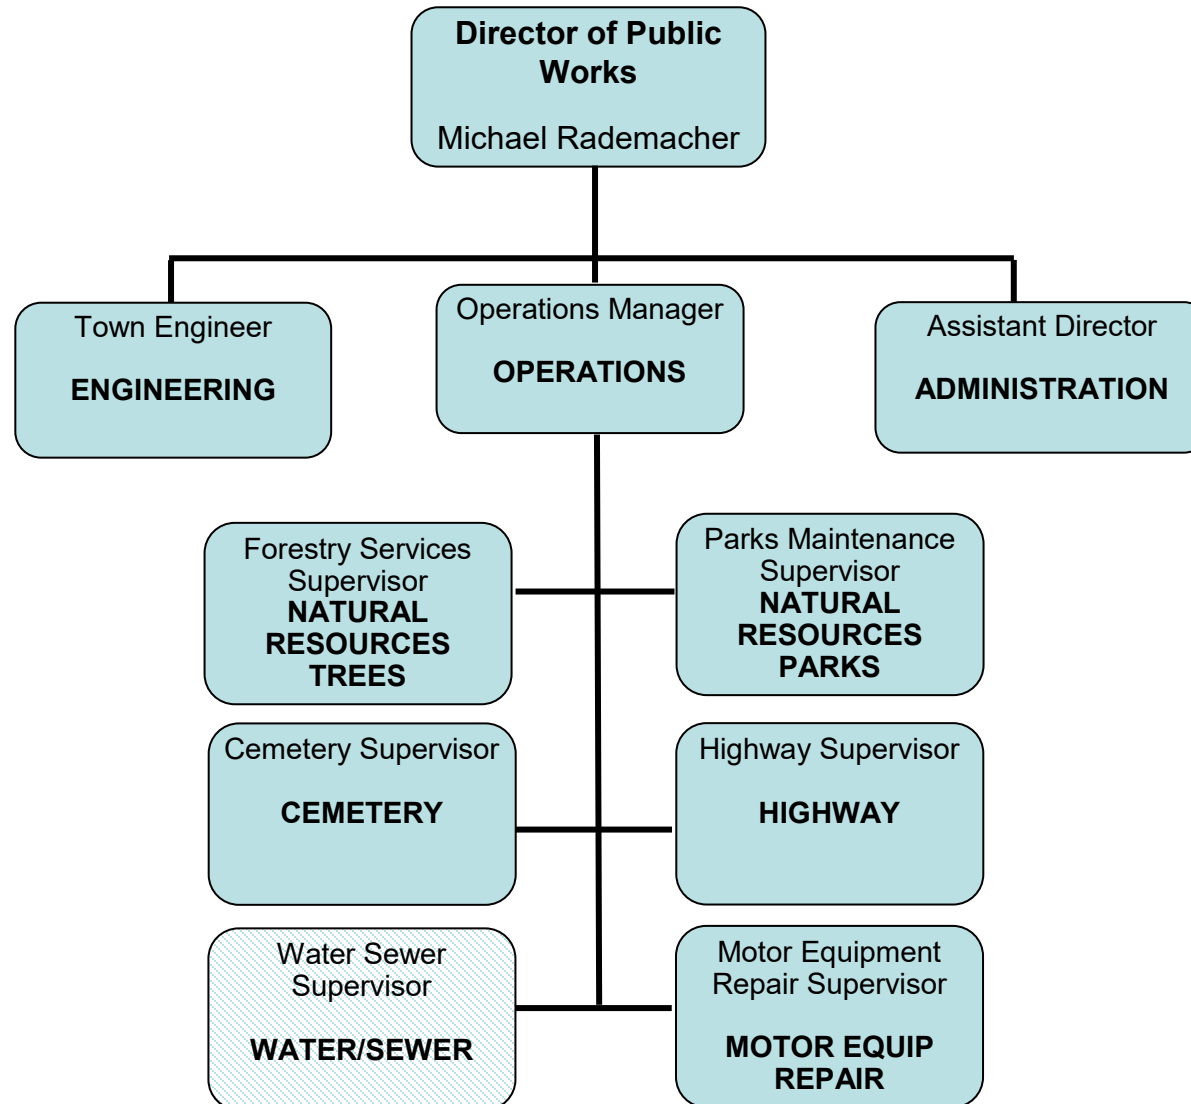 Director of Public
Works
Michael Rademacher
Town Engineer
ENGINEERING
Operations Manager
OPERATIONS
Assistant Director
ADMINISTRATION
Forestry Services
Supervisor
NATURAL
RESOURCES
TREES
Parks Maintenance
Supervisor
NATURAL
RESOURCES
PARKS
Cemetery Supervisor
CEMETERY
Highway Supervisor
HIGHWAY
Water Sewer
Supervisor
WATER/SEWER
Motor Equipment
Repair Supervisor
MOTOR EQUIP
REPAIR